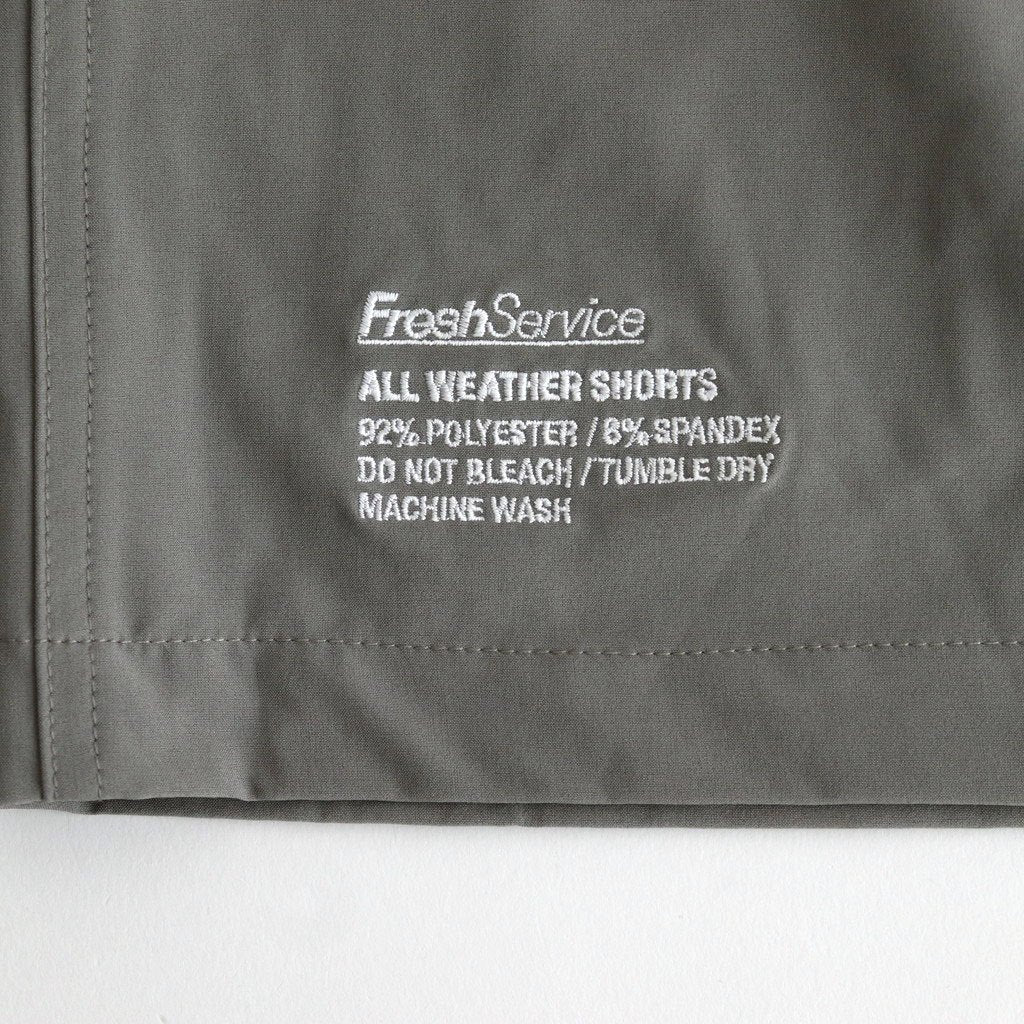 FreshService
ALL WEATHER SHORTS
92% POLYESTER / 8% SPANDEX
DO NOT BLEACH / TUMBLE DRY
MACHINE WASH